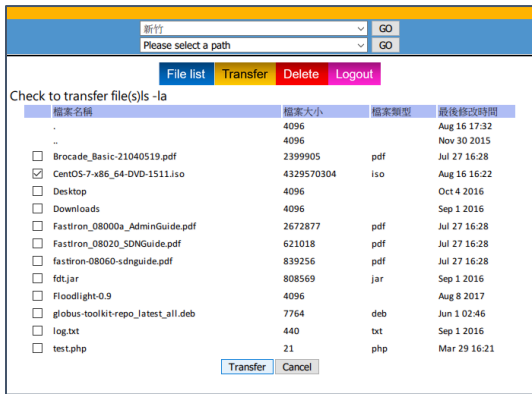 新竹 GO
Please select a path GO
File list Transfer Delete Logout
Check to transfer file(s)ls -la
檔案名稱 檔案大小 檔案類型 最後修改時間
. 4096 Aug 16 17:32
.. 4096 Nov 30 2015
Brocade_Basic-21040519.pdf 2399905 pdf Jul 27 16:28
CentOS-7-x86_64-DVD-1511.iso 4329570304 iso Aug 16 16:22
Desktop 4096 Oct 4 2016
Downloads 4096 Sep 1 2016
FastIron_08000a_AdminGuide.pdf 2672877 pdf Jul 27 16:28
FastIron_08020_SDNGuide.pdf 621018 pdf Jul 27 16:28
fastiron-08060-sdnguide.pdf 839256 pdf Jul 27 16:28
fdt.jar 808569 jar Sep 1 2016
Floodlight-0.9 4096 Aug 8 2017
globus-toolkit-repo_latest_all.deb 7764 deb Jun 1 02:46
log.txt 440 txt Sep 1 2016
test.php 21 php Mar 29 16:21
Transfer Cancel